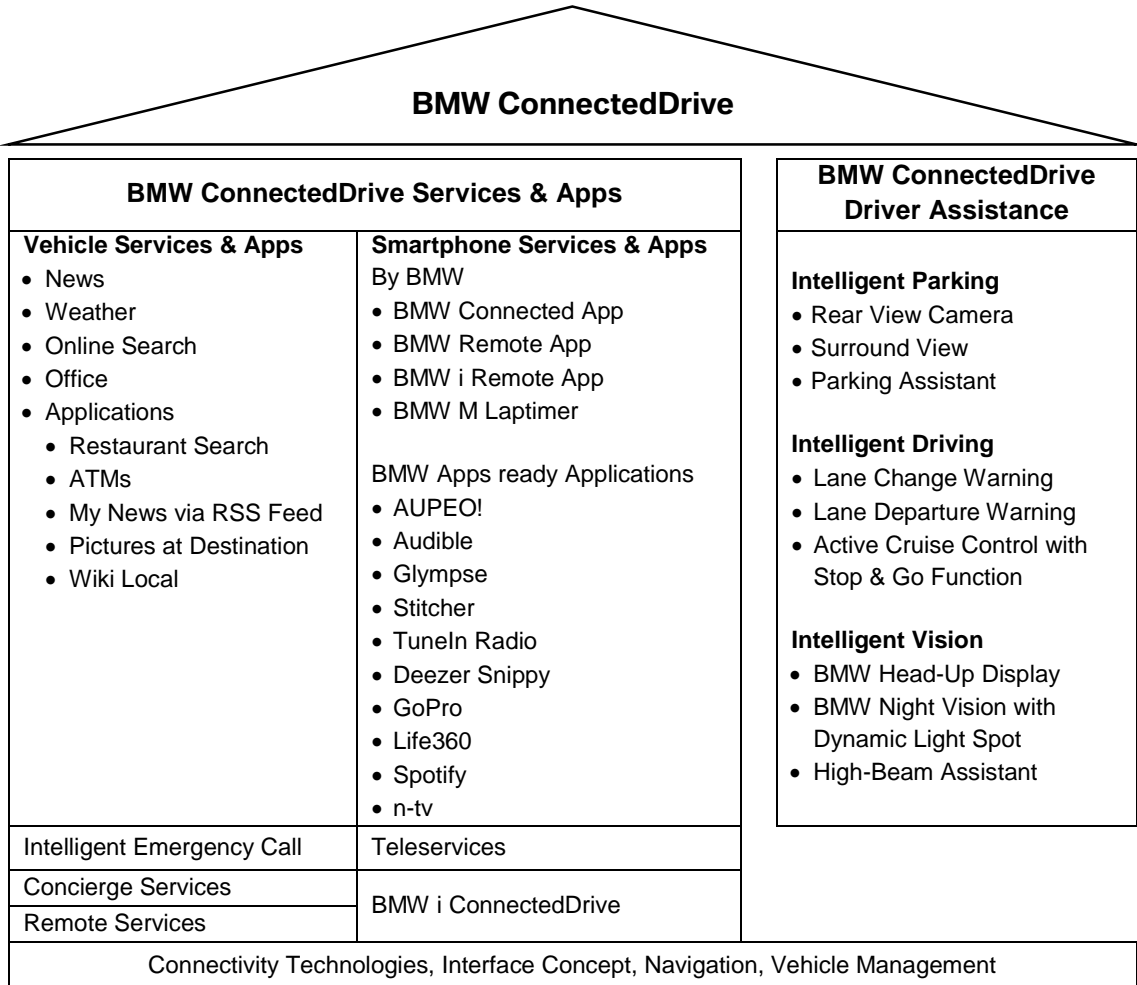 BMW ConnectedDrive
BMW ConnectedDrive Services & Apps
Vehicle Services & Apps
• News
• Weather
• Online Search
• Office
• Applications
• Restaurant Search
• ATMs
• My News via RSS Feed
• Pictures at Destination
• Wiki Local
Smartphone Services & Apps
By BMW
• BMW Connected App
• BMW Remote App
• BMW i Remote App
• BMW M Laptimer
BMW Apps ready Applications
• AUPEO!
• Audible
• Glympse
• Stitcher
• TuneIn Radio
• Deezer Snippy
• GoPro
• Life360
• Spotify
• n-tv
Intelligent Emergency Call
Teleservices
Concierge Services
Remote Services
BMW i ConnectedDrive
BMW ConnectedDrive
Driver Assistance
Intelligent Parking
• Rear View Camera
• Surround View
• Parking Assistant
Intelligent Driving
• Lane Change Warning
• Lane Departure Warning
• Active Cruise Control with
Stop & Go Function
Intelligent Vision
• BMW Head-Up Display
• BMW Night Vision with
Dynamic Light Spot
• High-Beam Assistant
Connectivity Technologies, Interface Concept, Navigation, Vehicle Management